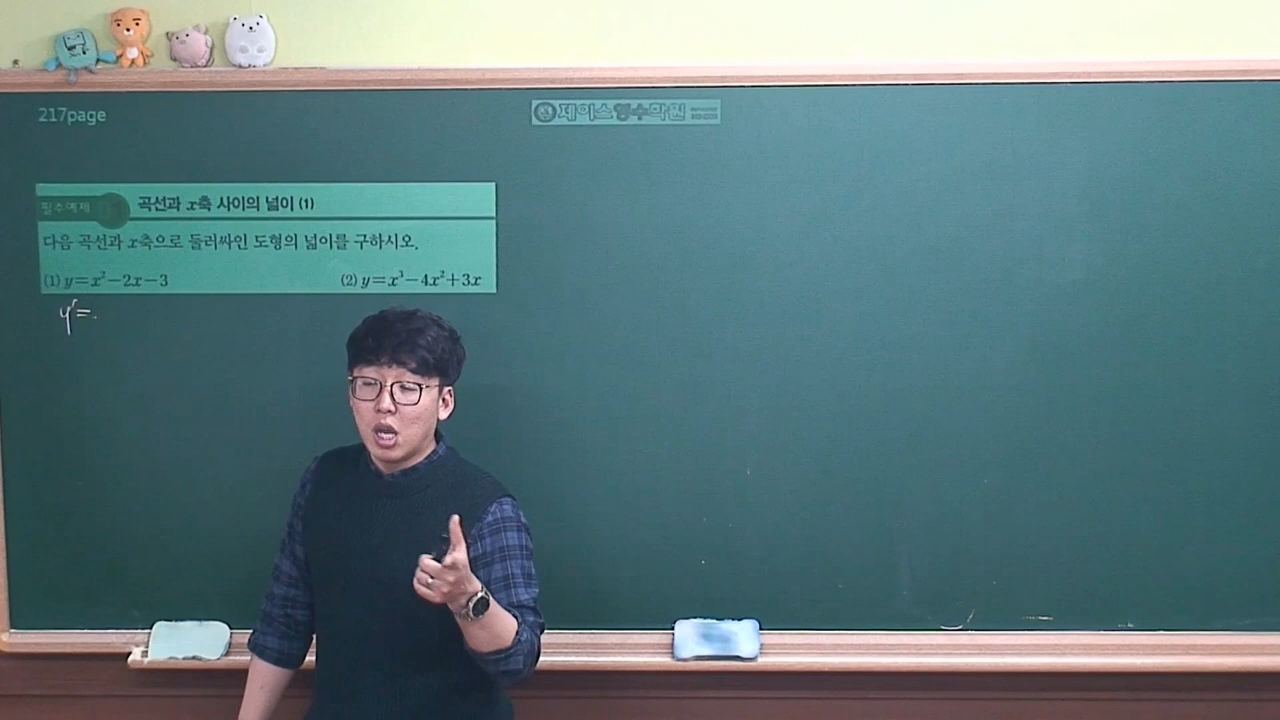 217page
제이스영수학원
필수예제
곡선과 x축 사이의 넓이 (1)
다음 곡선과 x축으로 둘러싸인 도형의 넓이를 구하시오.
(1) y=x²-2x-3 (2) y=x³-4x²+3x
y'=